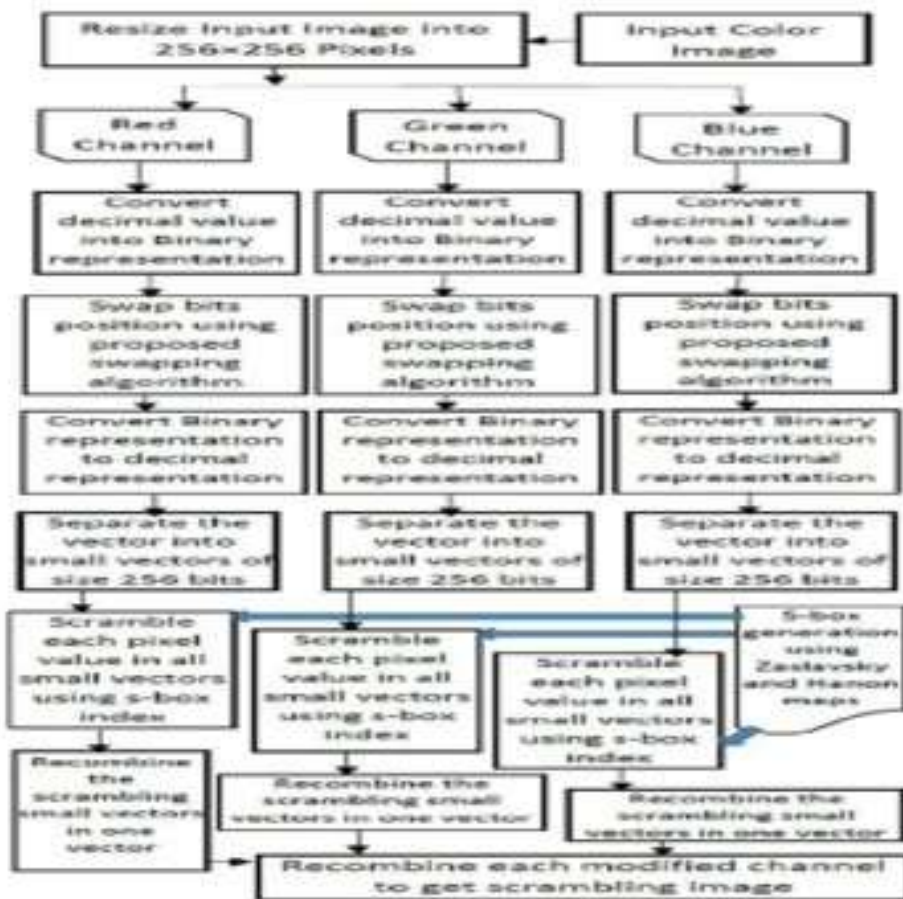 Resize Input Image into
256×256 Pixels
Input Color
Image
Red
Channel
Green
Channel
Blue
Channel
Convert
decimal value
into Binary
representation
Convert
decimal value
into Binary
representation
Convert
decimal value
into Binary
representation
Swap bits
position using
proposed
swapping
algorithm
Swap bits
position using
proposed
swapping
algorithm
Swap bits
position using
proposed
swapping
algorithm
Convert Binary
representation
to decimal
representation
Convert Binary
representation
to decimal
representation
Convert Binary
representation
to decimal
representation
Separate the
vector into
small vectors of
size 256 bits
Separate the
vector into
small vectors of
size 256 bits
Separate the
vector into
small vectors of
size 256 bits
Scramble
each pixel
value in all
small vectors
using s-box
index
Scramble
each pixel
value in all
small vectors
using s-box
index
Scramble
each pixel
value in all
small vectors
using s-box
index
S-box
generation
using
Zaslavsky
and Hanon
maps
Recombine
the
scrambling
small vectors
in one
vector
Recombine the
scrambling small
vectors in one vector
Recombine the
scrambling small
vectors in one vector
Recombine each modified channel
to get scrambling image